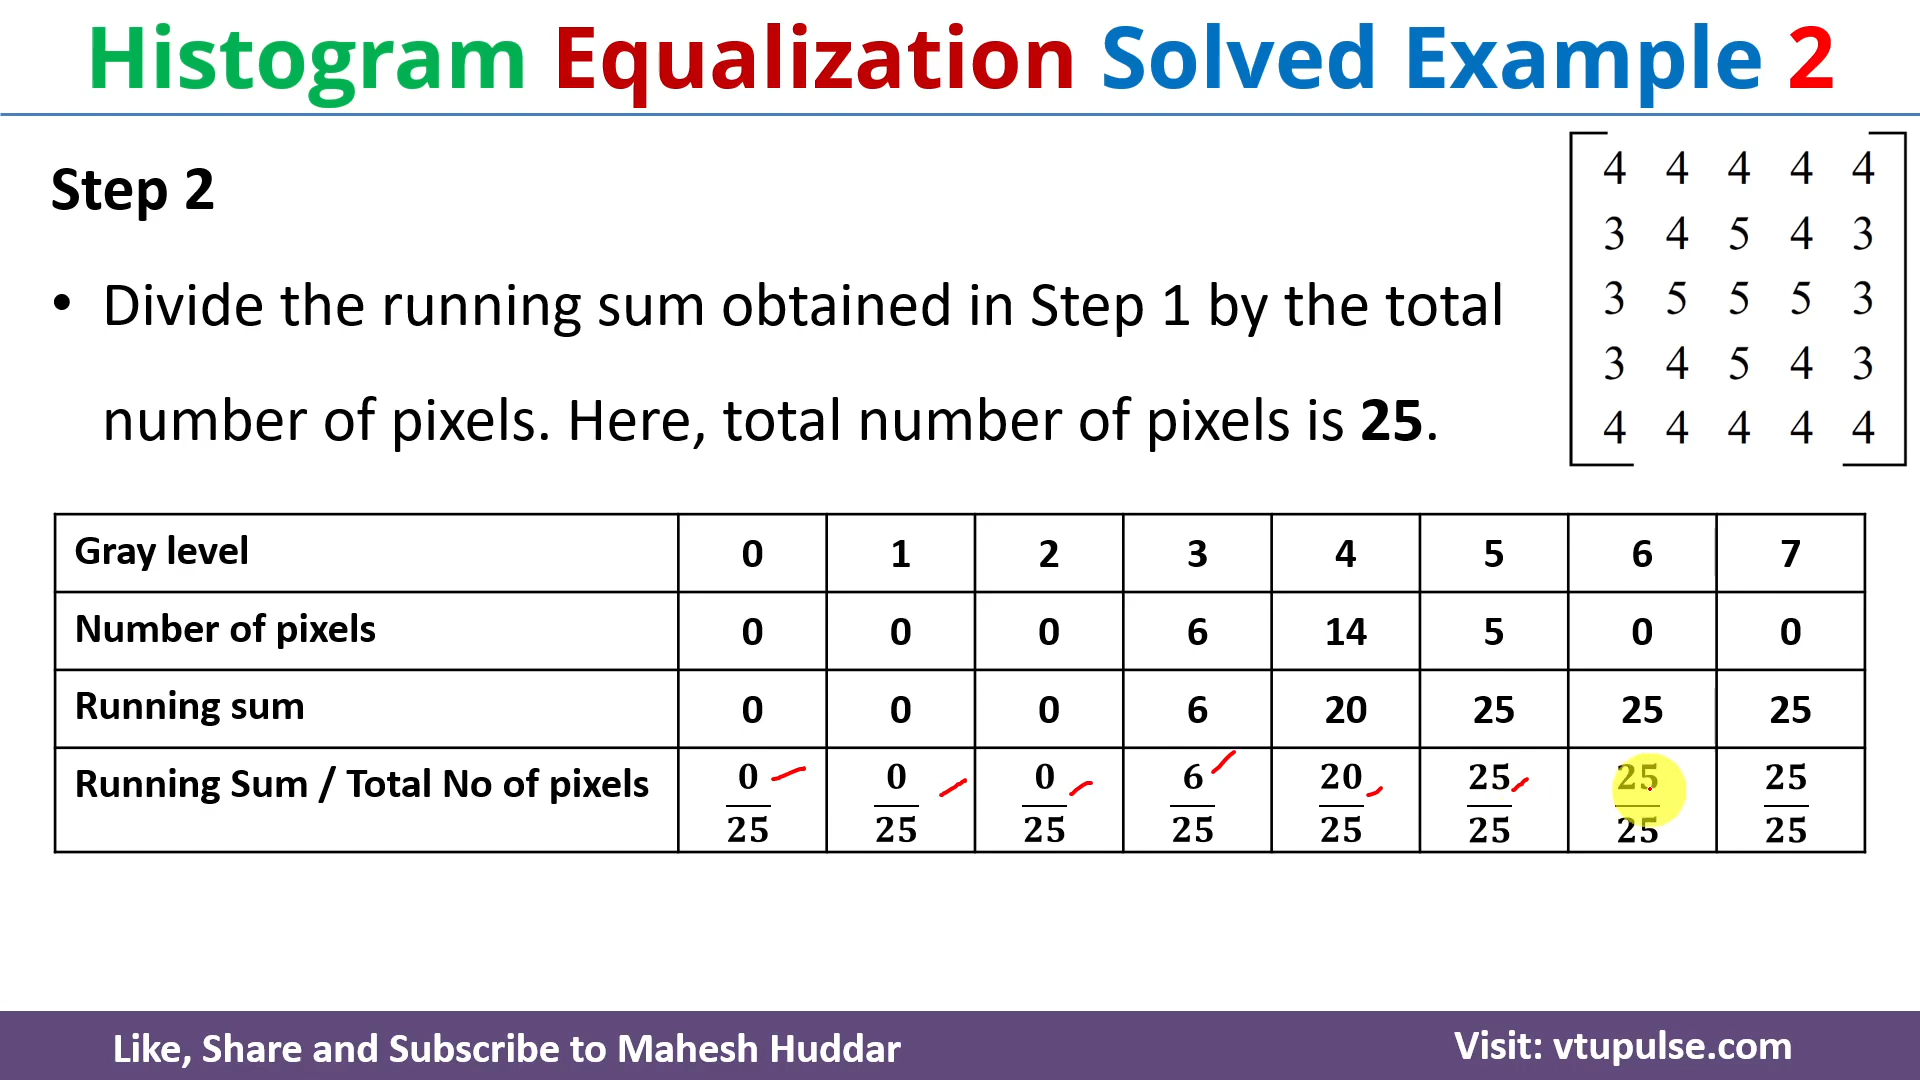 Histogram Equalization Solved Example 2
Step 2
• Divide the running sum obtained in Step 1 by the total
number of pixels. Here, total number of pixels is 25.
4 4 4 4 4
3 4 5 4 3
3 5 5 5 3
3 4 5 4 3
4 4 4 4 4
Gray level 0 1 2 3 4 5 6 7
Number of pixels 0 0 0 6 14 5 0 0
Running sum 0 0 0 6 20 25 25 25
Running Sum / Total No of pixels 0/25 0/25 0/25 6/25 20/25 25/25 25/25 25/25
Like, Share and Subscribe to Mahesh Huddar
Visit: vtupulse.com